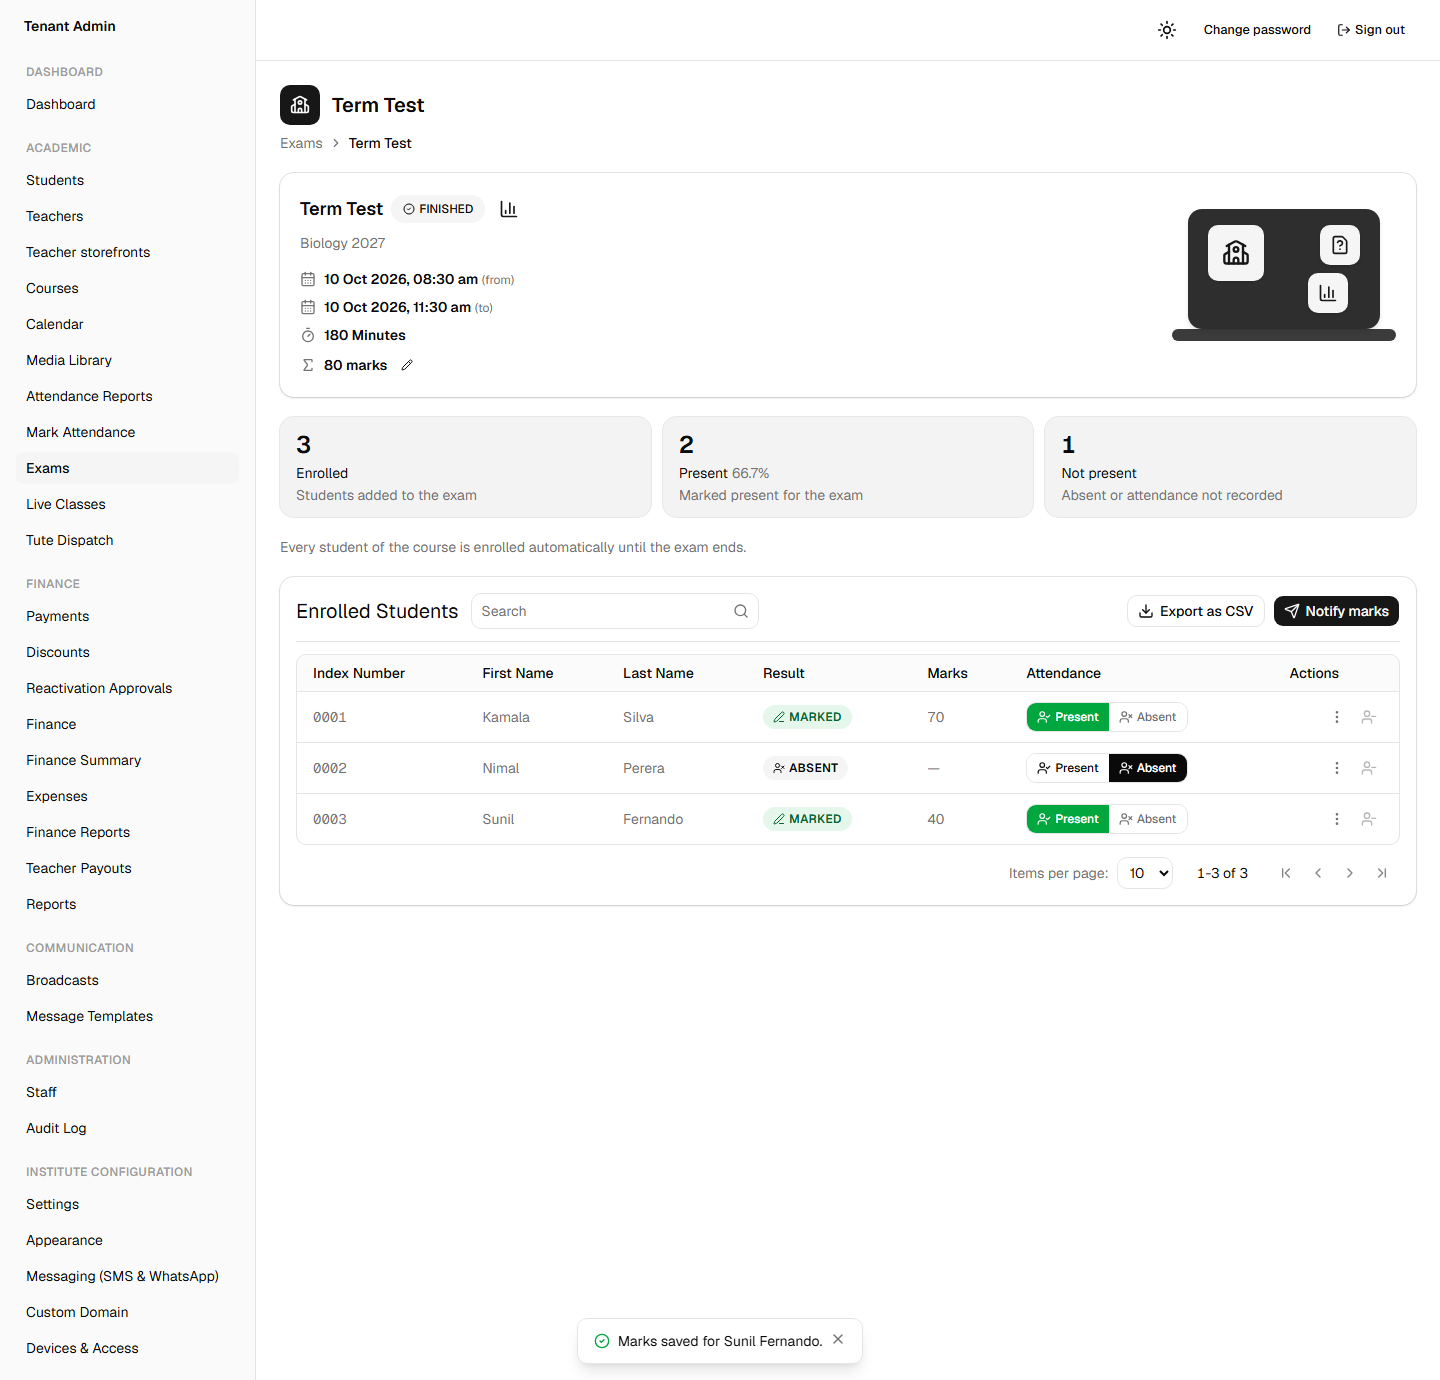 Tenant Admin
Change password
Sign out
DASHBOARD
Dashboard
ACADEMIC
Students
Teachers
Teacher storefronts
Courses
Calendar
Media Library
Attendance Reports
Mark Attendance
Exams
Live Classes
Tute Dispatch
FINANCE
Payments
Discounts
Reactivation Approvals
Finance
Finance Summary
Expenses
Finance Reports
Teacher Payouts
Reports
COMMUNICATION
Broadcasts
Message Templates
ADMINISTRATION
Staff
Audit Log
INSTITUTE CONFIGURATION
Settings
Appearance
Messaging (SMS & WhatsApp)
Custom Domain
Devices & Access
Term Test
Exams > Term Test
Term Test FINISHED
Biology 2027
10 Oct 2026, 08:30 am (from)
10 Oct 2026, 11:30 am (to)
180 Minutes
80 marks
3
Enrolled
Students added to the exam
2
Present 66.7%
Marked present for the exam
1
Not present
Absent or attendance not recorded
Every student of the course is enrolled automatically until the exam ends.
Enrolled Students Search Export as CSV Notify marks
Index Number First Name Last Name Result Marks Attendance Actions
0001 Kamala Silva MARKED 70 Present Absent
0002 Nimal Perera ABSENT — Present Absent
0003 Sunil Fernando MARKED 40 Present Absent
Items per page: 10 1-3 of 3
Marks saved for Sunil Fernando.